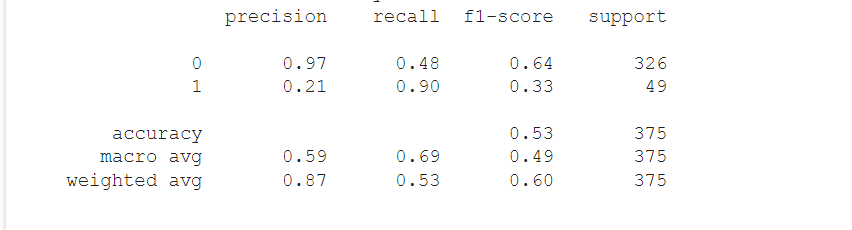 precision recall f1-score support
0 0.97 0.48 0.64 326
1 0.21 0.90 0.33 49
accuracy 0.53 375
macro avg 0.59 0.69 0.49 375
weighted avg 0.87 0.53 0.60 375